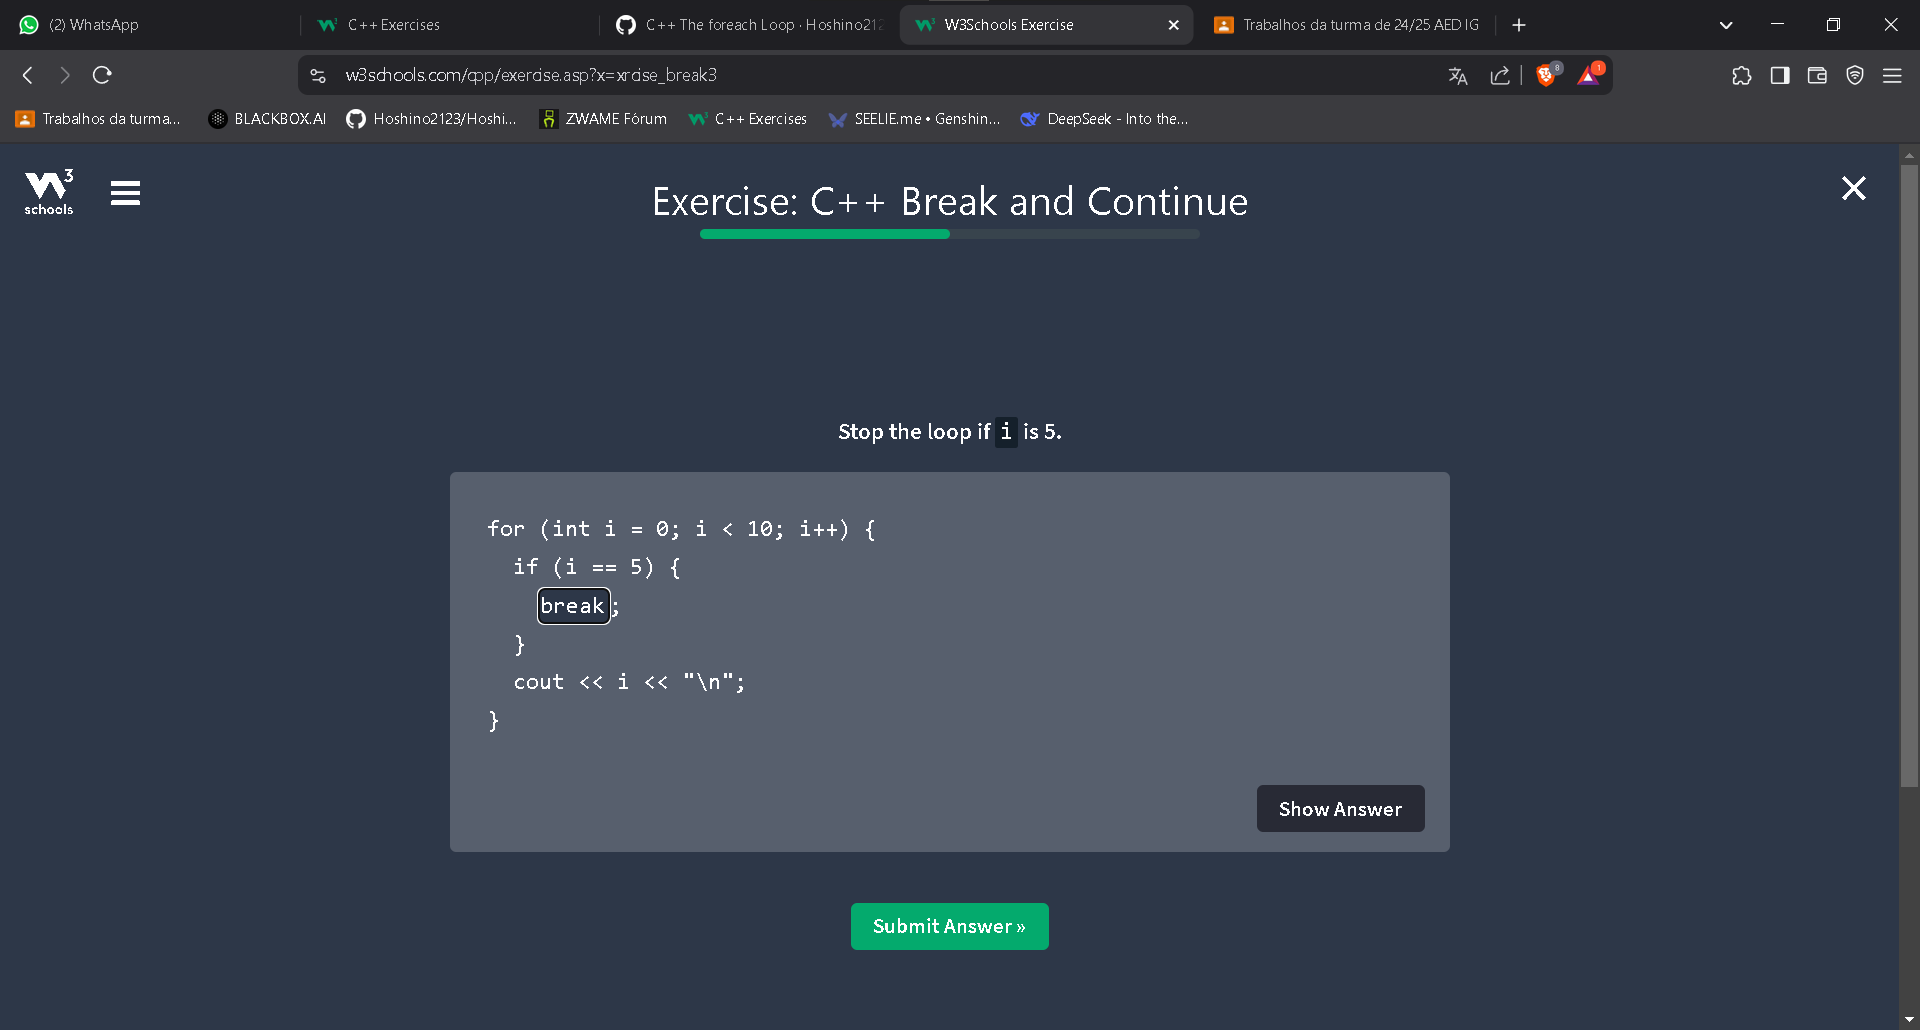 (2) WhatsApp
C++ Exercises
C++ The foreach Loop · Hoshino212
W3Schools Exercise
Trabalhos da turma de 24/25 AED IG
w3schools.com/cpp/exercise.asp?x=xrcise_break3
8
1
Trabalhos da turma...
BLACKBOX.AI
Hoshino2123/Hoshi...
ZWAME Fórum
C++ Exercises
SEELIE.me • Genshin...
DeepSeek - Into the...
W3
schools
Exercise: C++ Break and Continue
Stop the loop if i is 5.
for (int i = 0; i < 10; i++) {
if (i == 5) {
break;
}
cout << i << "\n";
}
Show Answer
Submit Answer »